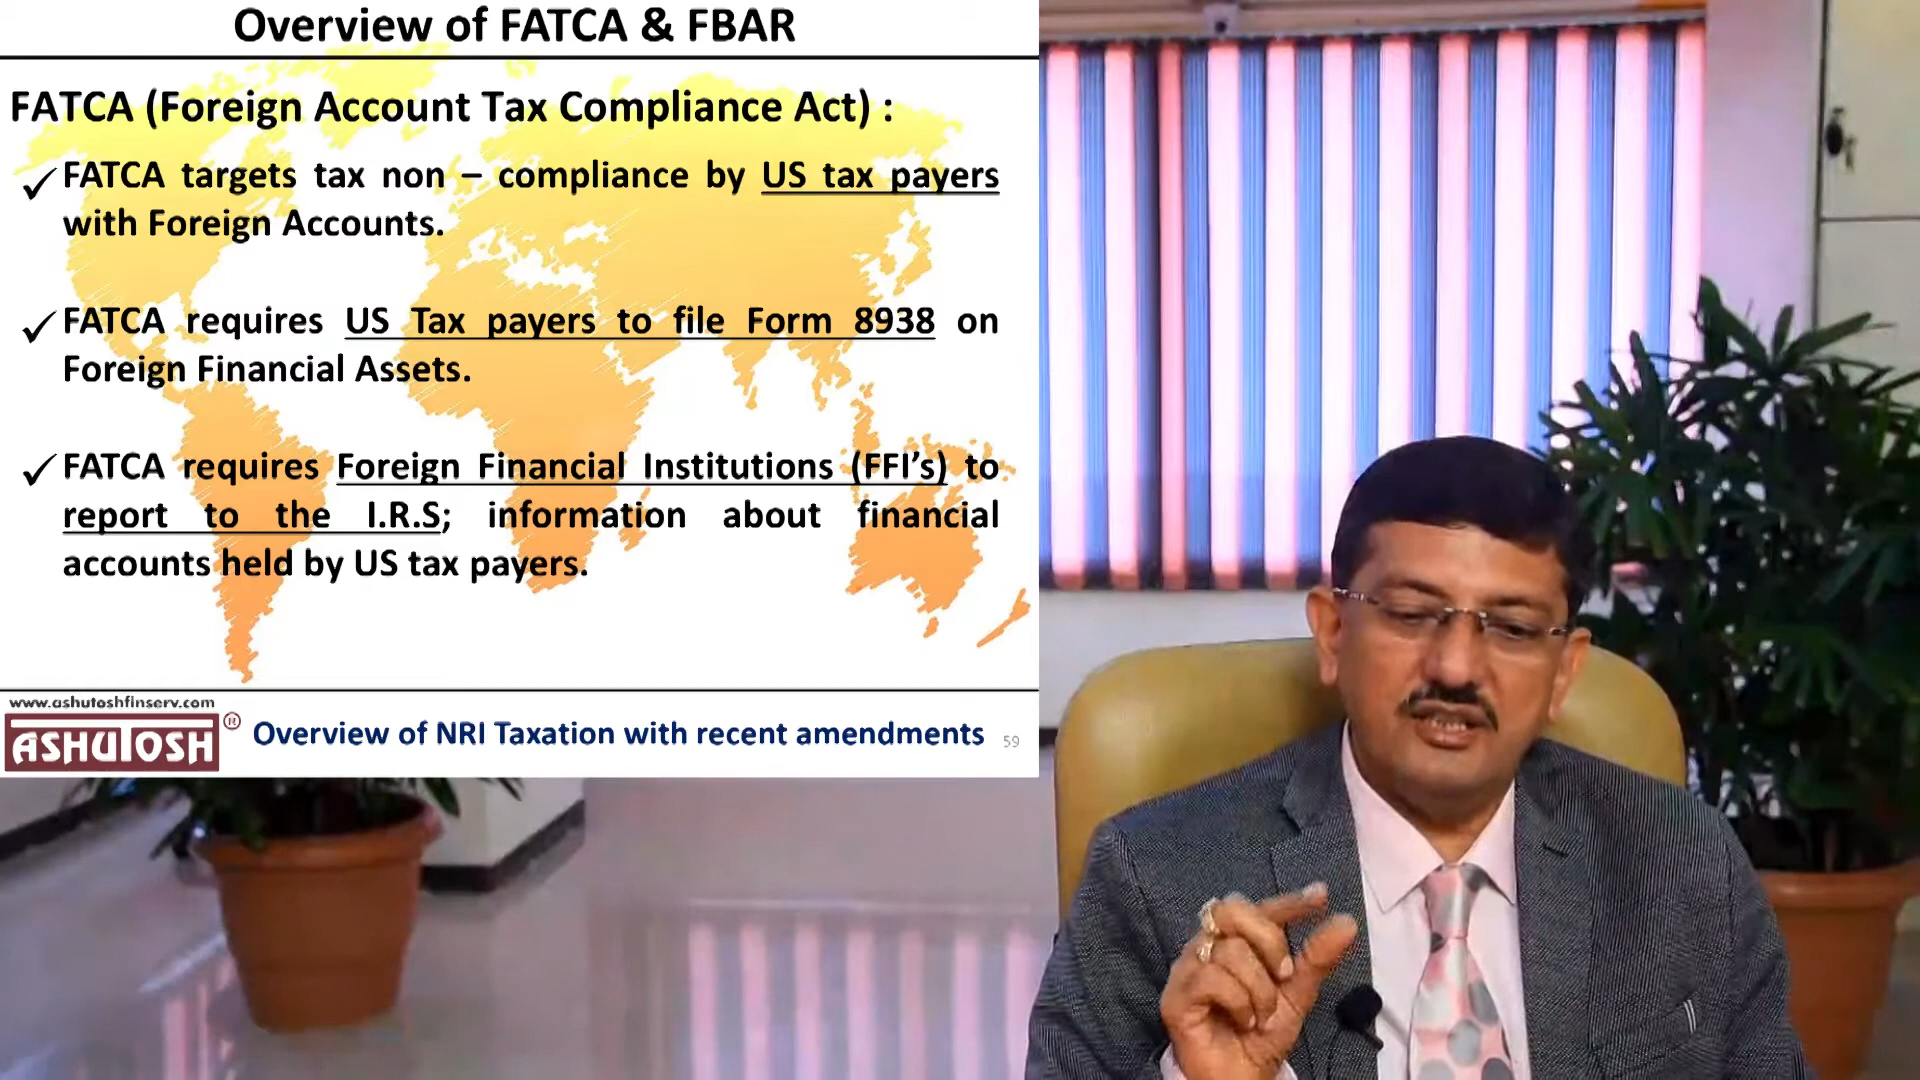 Overview of FATCA & FBAR
FATCA (Foreign Account Tax Compliance Act) :
✓FATCA targets tax non – compliance by US tax payers
with Foreign Accounts.
✓FATCA requires US Tax payers to file Form 8938 on
Foreign Financial Assets.
✓FATCA requires Foreign Financial Institutions (FFI’s) to
report to the I.R.S; information about financial
accounts held by US tax payers.
www.ashutoshfinserv.com
ASHUTOSH®
Overview of NRI Taxation with recent amendments 59